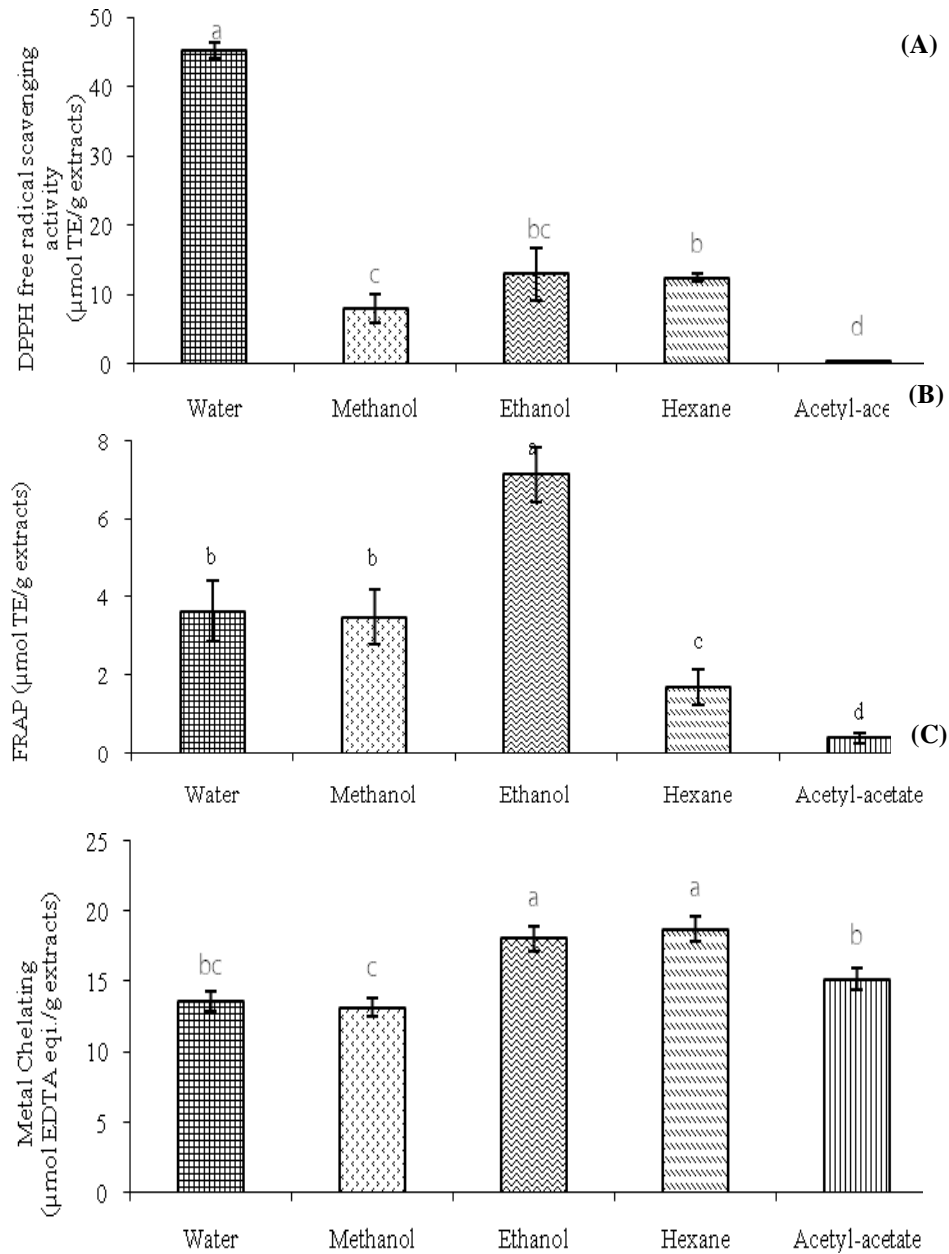 (A)
DPPH free radical scavenging
activity
(μmol TE/g extracts)
50
40
30
20
10
0
a
c
bc
b
d
Water Methanol Ethanol Hexane Acetyl-ace
(B)
FRAP (μmol TE/g extracts)
8
6
4
2
0
b
b
a
c
d
Water Methanol Ethanol Hexane Acetyl-acetate
(C)
Metal Chelating
(μmol EDTA eqi./g extracts)
25
20
15
10
5
0
bc
c
a
a
b
Water Methanol Ethanol Hexane Acetyl-acetate